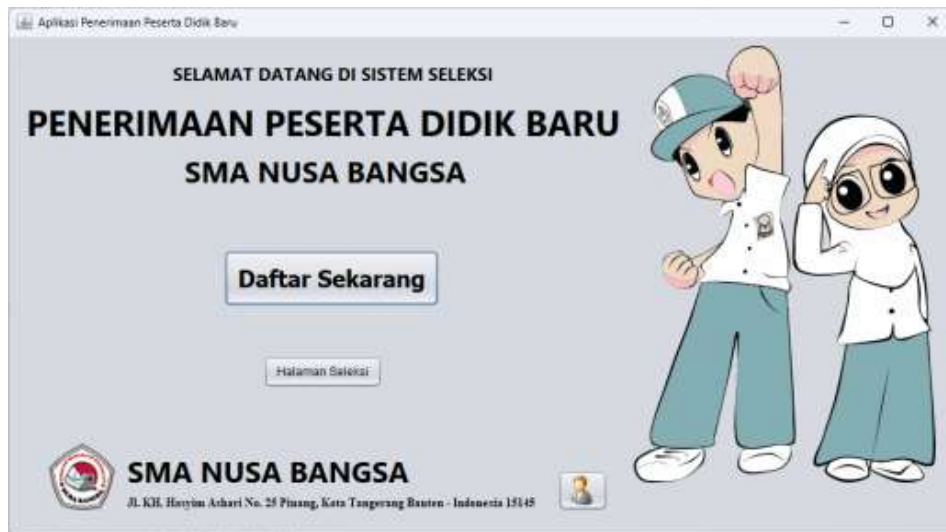 Aplikasi Penerimaan Peserta Didik Baru
SELAMAT DATANG DI SISTEM SELEKSI
PENERIMAAN PESERTA DIDIK BARU
SMA NUSA BANGSA
Daftar Sekarang
Halaman Seleksi
SMA NUSA BANGSA
Jl. KH. Hasyim Ashari No. 25 Pinang, Kota Tangerang Banten - Indonesia 15145